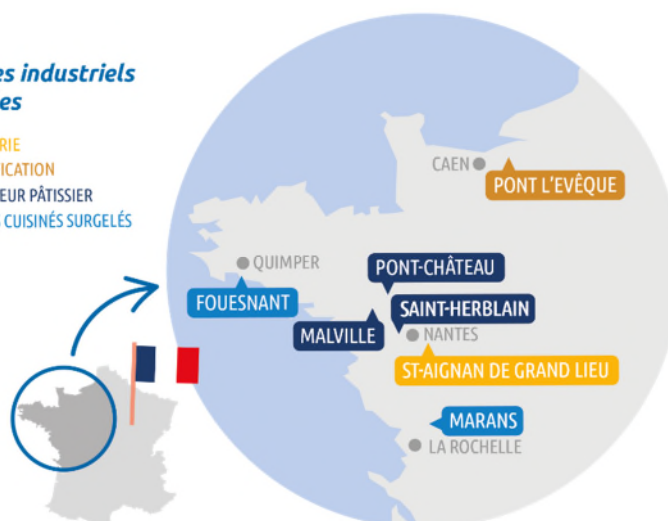 es industriels
es
RIE
ICATION
EUR PÂTISSIER
S CUISINÉS SURGELÉS
CAEN
PONT L'EVÊQUE
QUIMPER
PONT-CHÂTEAU
FOUESNANT
SAINT-HERBLAIN
MALVILLE
NANTES
ST-AIGNAN DE GRAND LIEU
MARANS
LA ROCHELLE